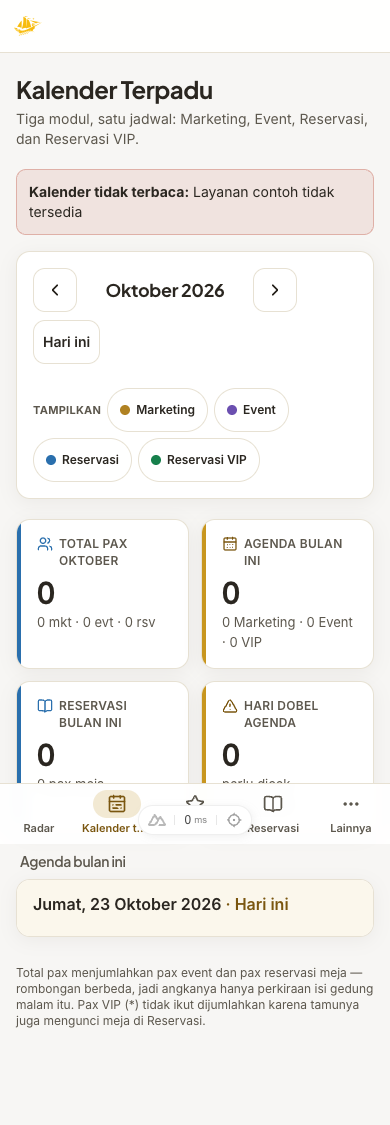 Kalender Terpadu
Tiga modul, satu jadwal: Marketing, Event, Reservasi,
dan Reservasi VIP.
Kalender tidak terbaca: Layanan contoh tidak
tersedia
Oktober 2026
Hari ini
TAMPILKAN
Marketing
Event
Reservasi
Reservasi VIP
TOTAL PAX
OKTOBER
0
0 mkt · 0 evt · 0 rsv
AGENDA BULAN
INI
0
0 Marketing · 0 Event
· 0 VIP
RESERVASI
BULAN INI
0
0 pax meja
HARI DOBEL
AGENDA
0
perlu dicek
Radar
Kalender t...
0 ms
Reservasi
Lainnya
Agenda bulan ini
Jumat, 23 Oktober 2026 · Hari ini
Total pax menjumlahkan pax event dan pax reservasi meja —
rombongan berbeda, jadi angkanya hanya perkiraan isi gedung
malam itu. Pax VIP (*) tidak ikut dijumlahkan karena tamunya
juga mengunci meja di Reservasi.